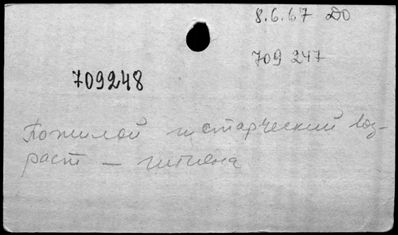 8.6.67 До
709 247
709248
Пожилой и старческий воз-
раст — гигиена